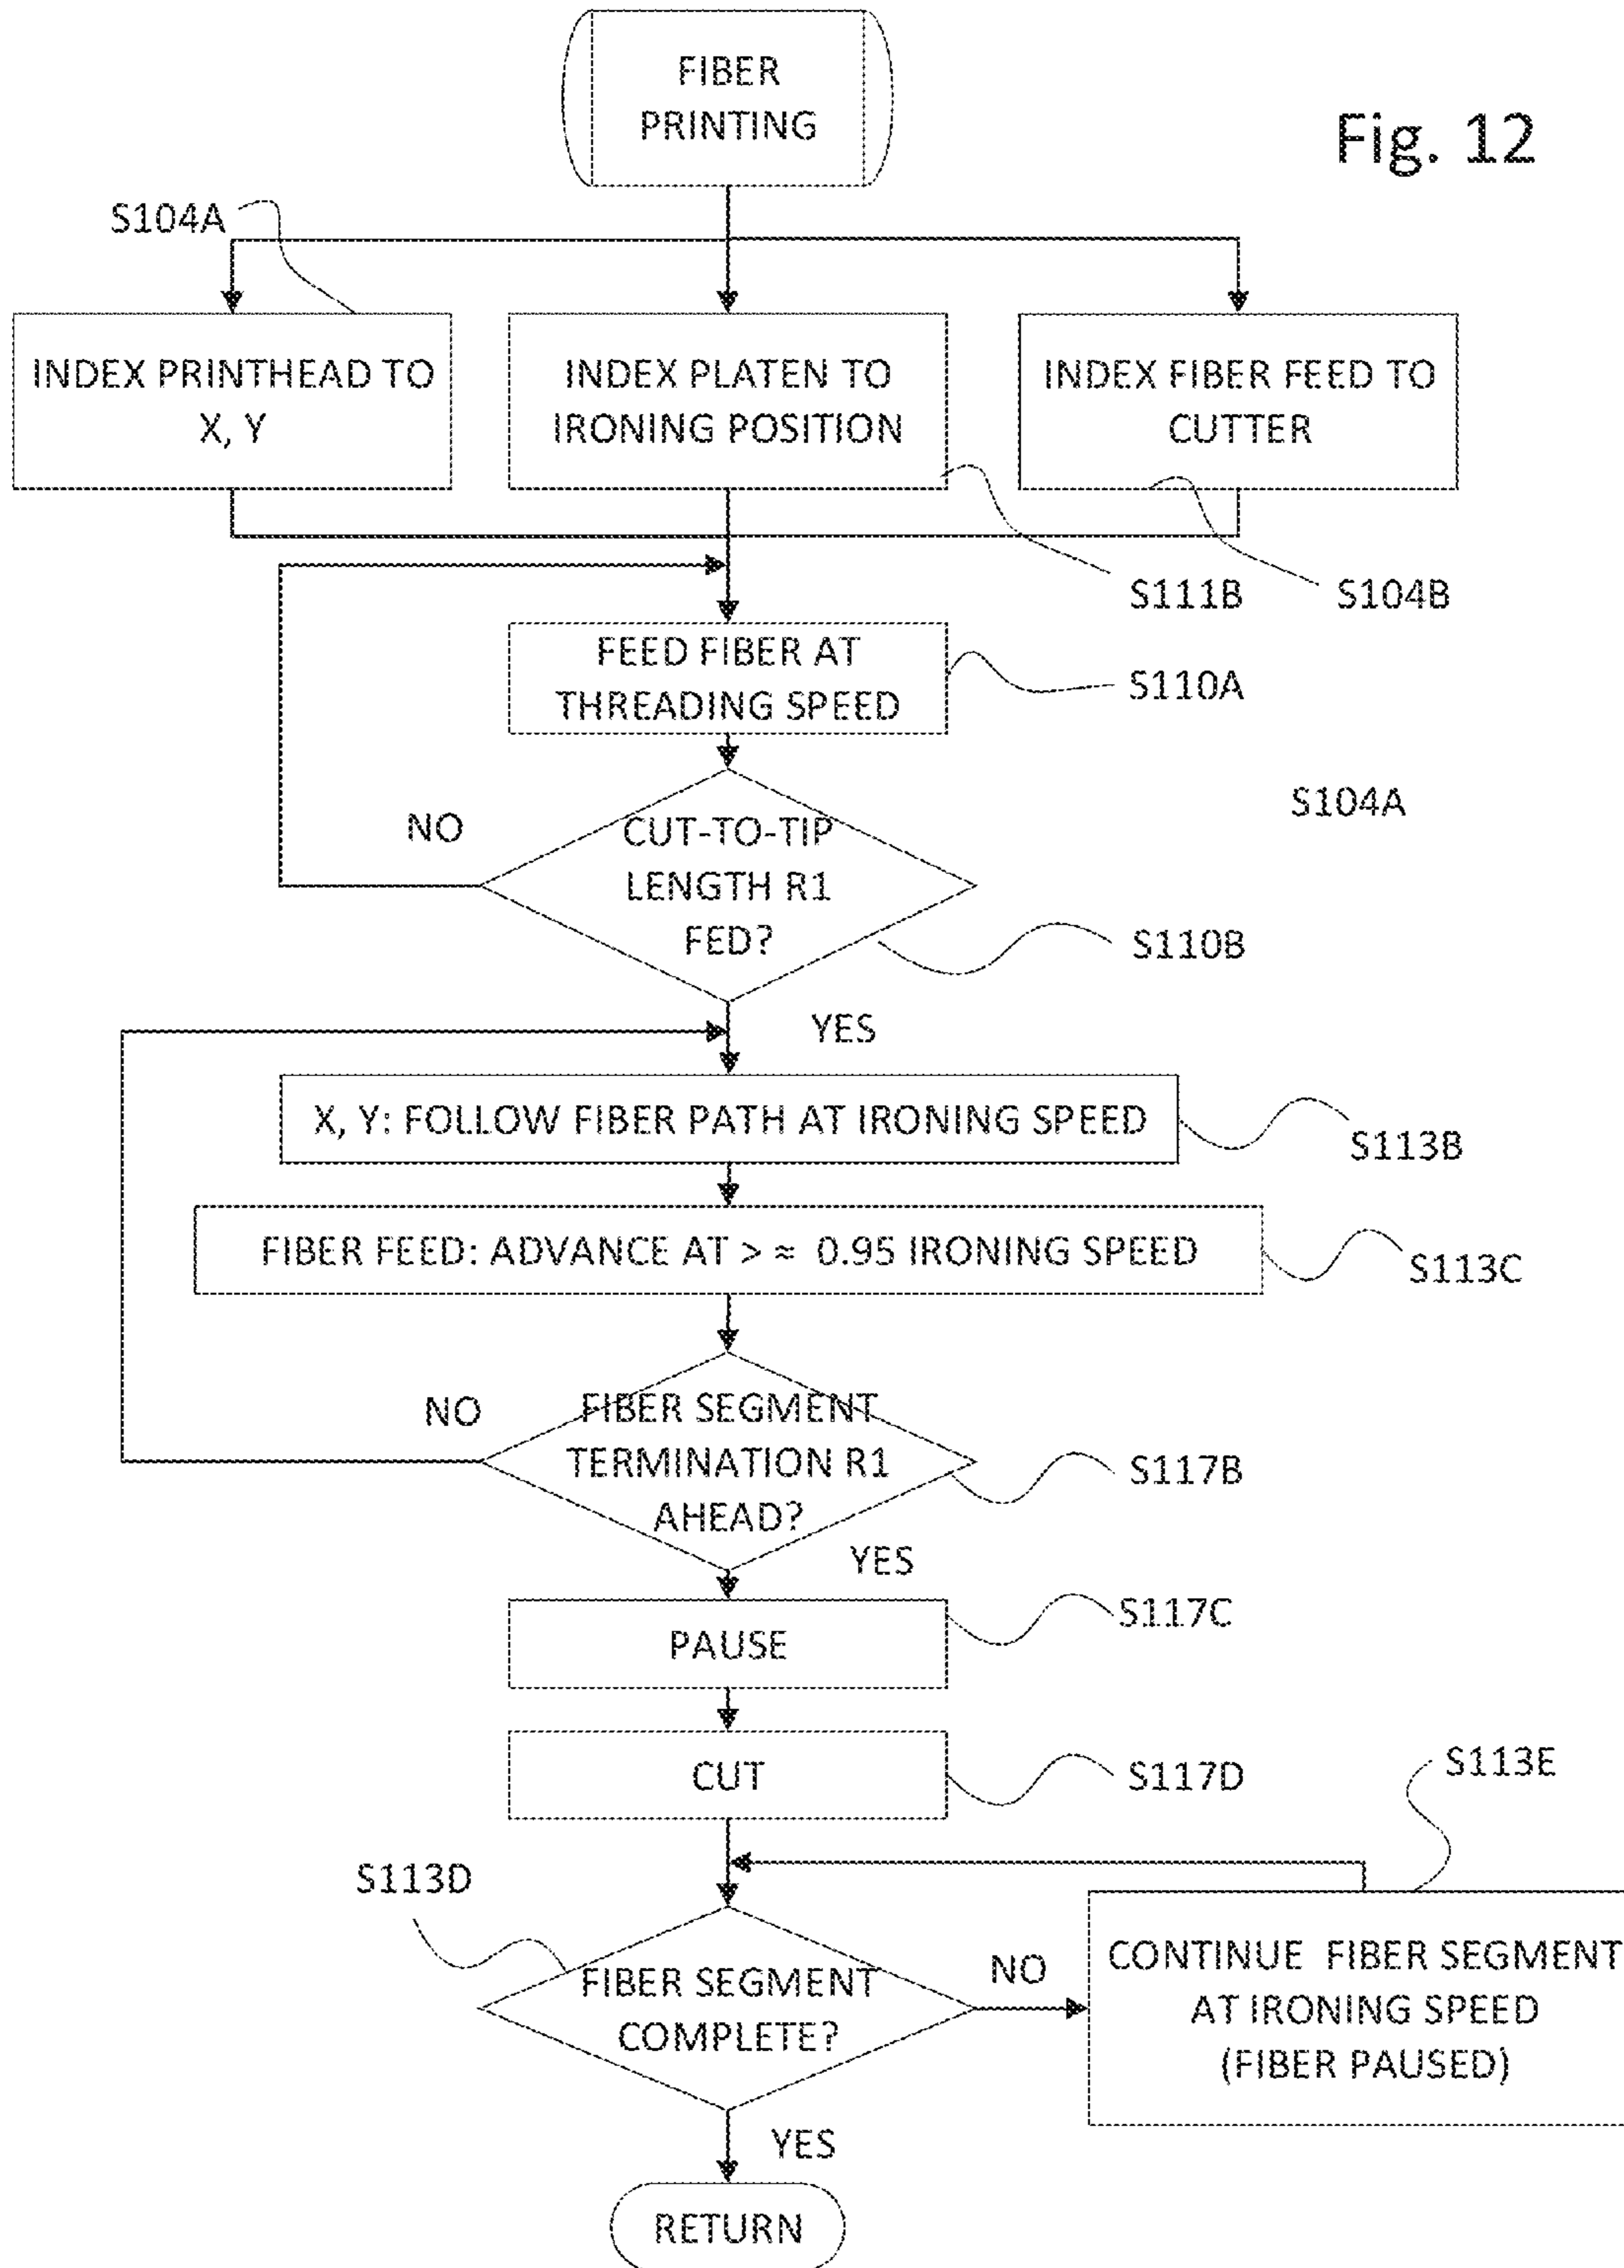 FIBER
PRINTING
Fig. 12
S104A
INDEX PRINTHEAD TO
X, Y
INDEX PLATEN TO
IRONING POSITION
INDEX FIBER FEED TO
CUTTER
S111B
S104B
FEED FIBER AT
THREADING SPEED
S110A
S104A
NO
CUT-TO-TIP
LENGTH R1
FED?
S110B
YES
X, Y: FOLLOW FIBER PATH AT IRONING SPEED
S113B
FIBER FEED: ADVANCE AT > ≈ 0.95 IRONING SPEED
S113C
NO
FIBER SEGMENT
TERMINATION R1
AHEAD?
S117B
YES
PAUSE
S117C
CUT
S117D
S113E
S113D
FIBER SEGMENT
COMPLETE?
NO
CONTINUE FIBER SEGMENT
AT IRONING SPEED
(FIBER PAUSED)
YES
RETURN